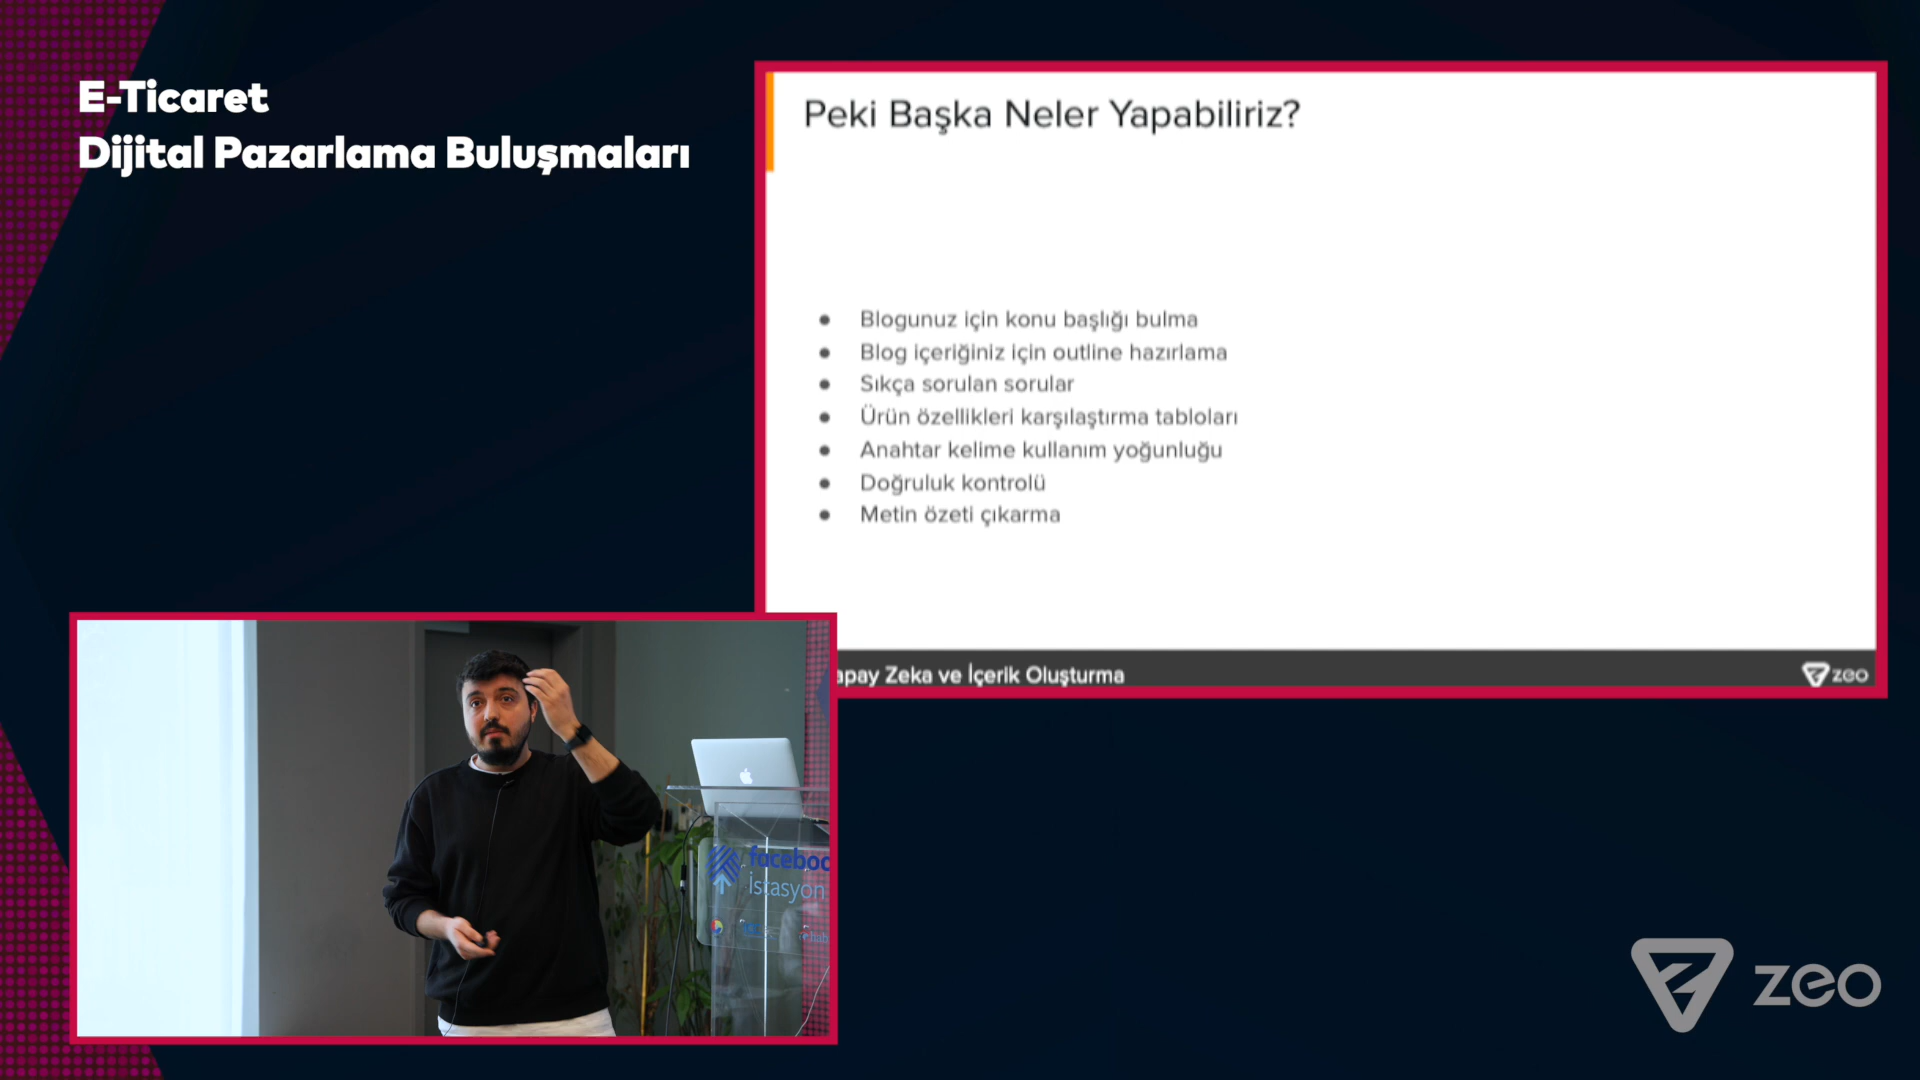 E-Ticaret
Dijital Pazarlama Buluşmaları
Peki Başka Neler Yapabiliriz?
● Blogunuz için konu başlığı bulma
● Blog içeriğiniz için outline hazırlama
● Sıkça sorulan sorular
● Ürün özellikleri karşılaştırma tabloları
● Anahtar kelime kullanım yoğunluğu
● Doğruluk kontrolü
● Metin özeti çıkarma
apay Zeka ve İçerik Oluşturma
zeo
faceboo
İstasyon
zeo